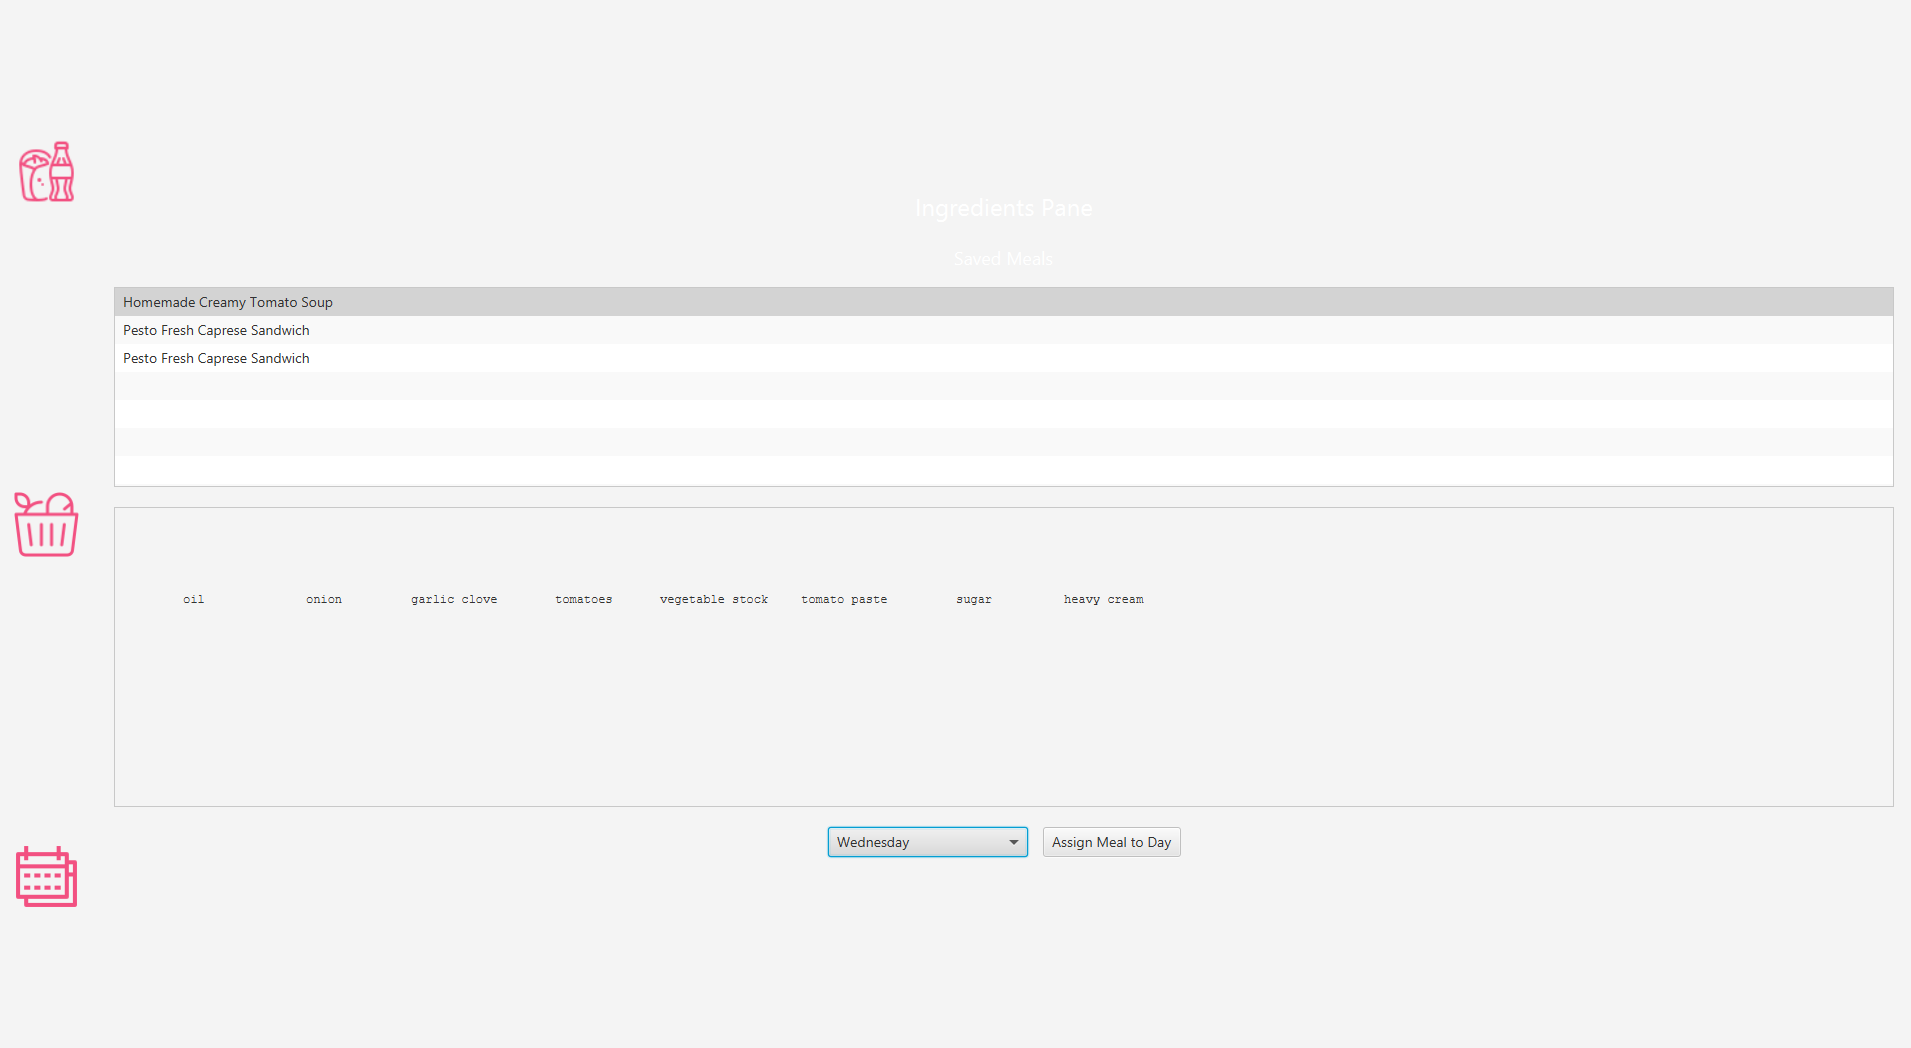 Ingredients Pane
Saved Meals
Homemade Creamy Tomato Soup
Pesto Fresh Caprese Sandwich
Pesto Fresh Caprese Sandwich
oil onion garlic clove tomatoes vegetable stock tomato paste sugar heavy cream
Wednesday Assign Meal to Day